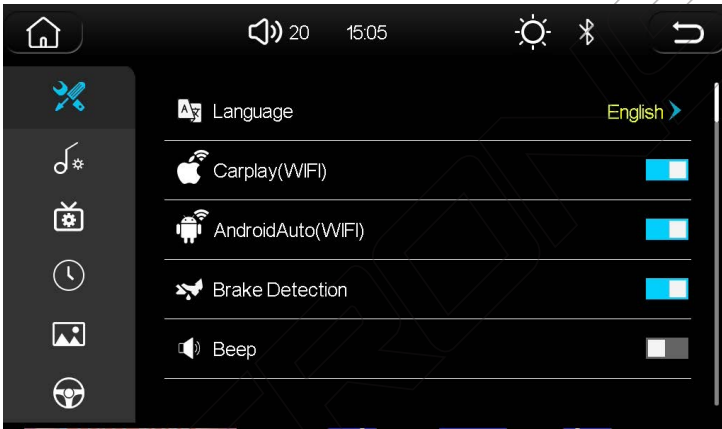 20 15:05
Language English
Carplay(WIFI)
AndroidAuto(WIFI)
Brake Detection
Beep